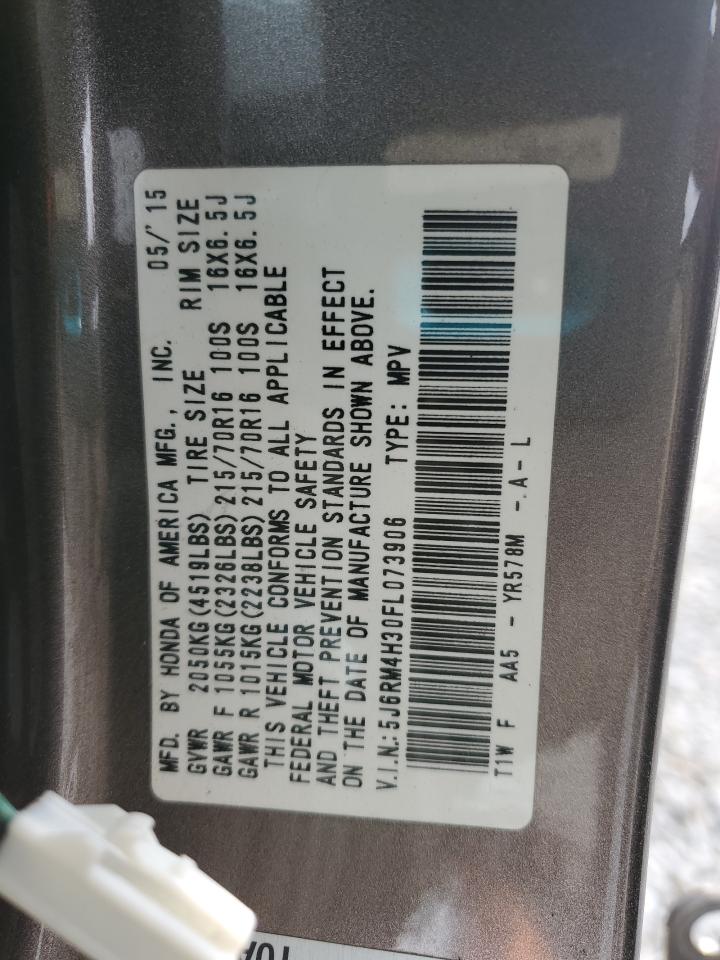 MFD. BY HONDA OF AMERICA MFG., INC. 05/'15
GVWR 2050KG(4519LBS) TIRE SIZE RIM SIZE
GAWR F 1055KG(2326LBS)215/70R16 100S 16X6.5J
GAWR R 1015KG(2238LBS)215/70R16 100S 16X6.5J
THIS VEHICLE CONFORMS TO ALL APPLICABLE
FEDERAL MOTOR VEHICLE SAFETY
AND THEFT PREVENTION STANDARDS IN EFFECT
ON THE DATE OF MANUFACTURE SHOWN ABOVE.
V.I.N.:5J6RM4H30FL073906 TYPE: MPV
T1W F AA5 - YR578M -.A- L